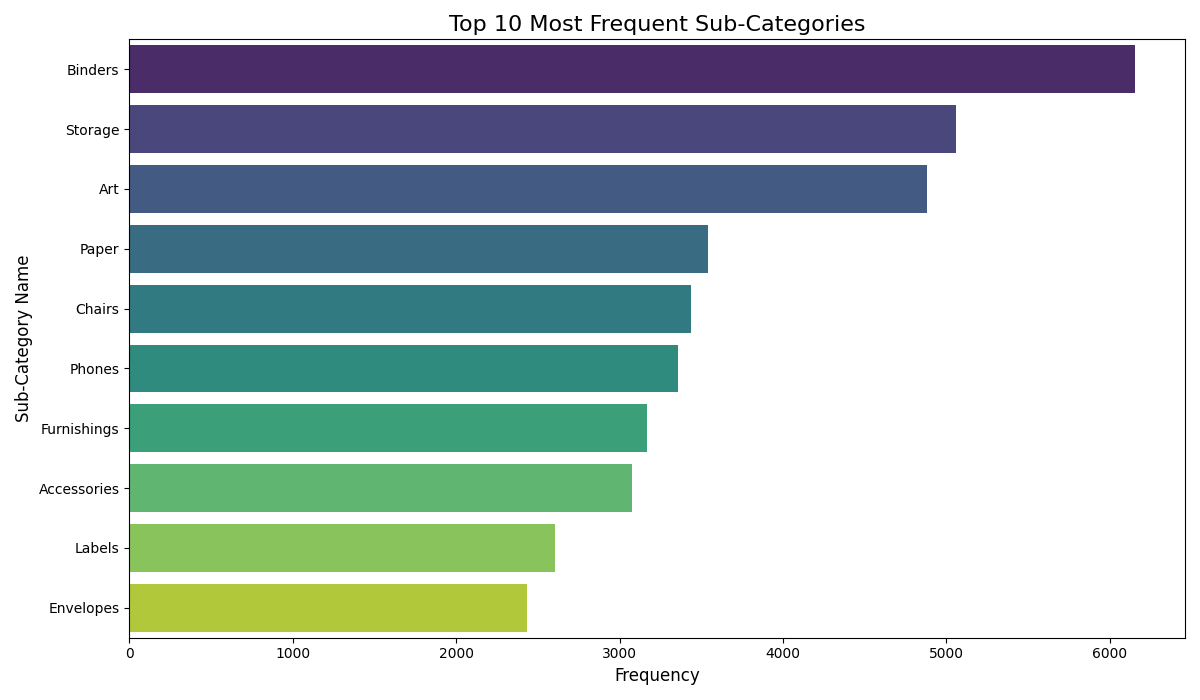 Top 10 Most Frequent Sub-Categories
Sub-Category Name
Binders
Storage
Art
Paper
Chairs
Phones
Furnishings
Accessories
Labels
Envelopes
0 1000 2000 3000 4000 5000 6000
Frequency